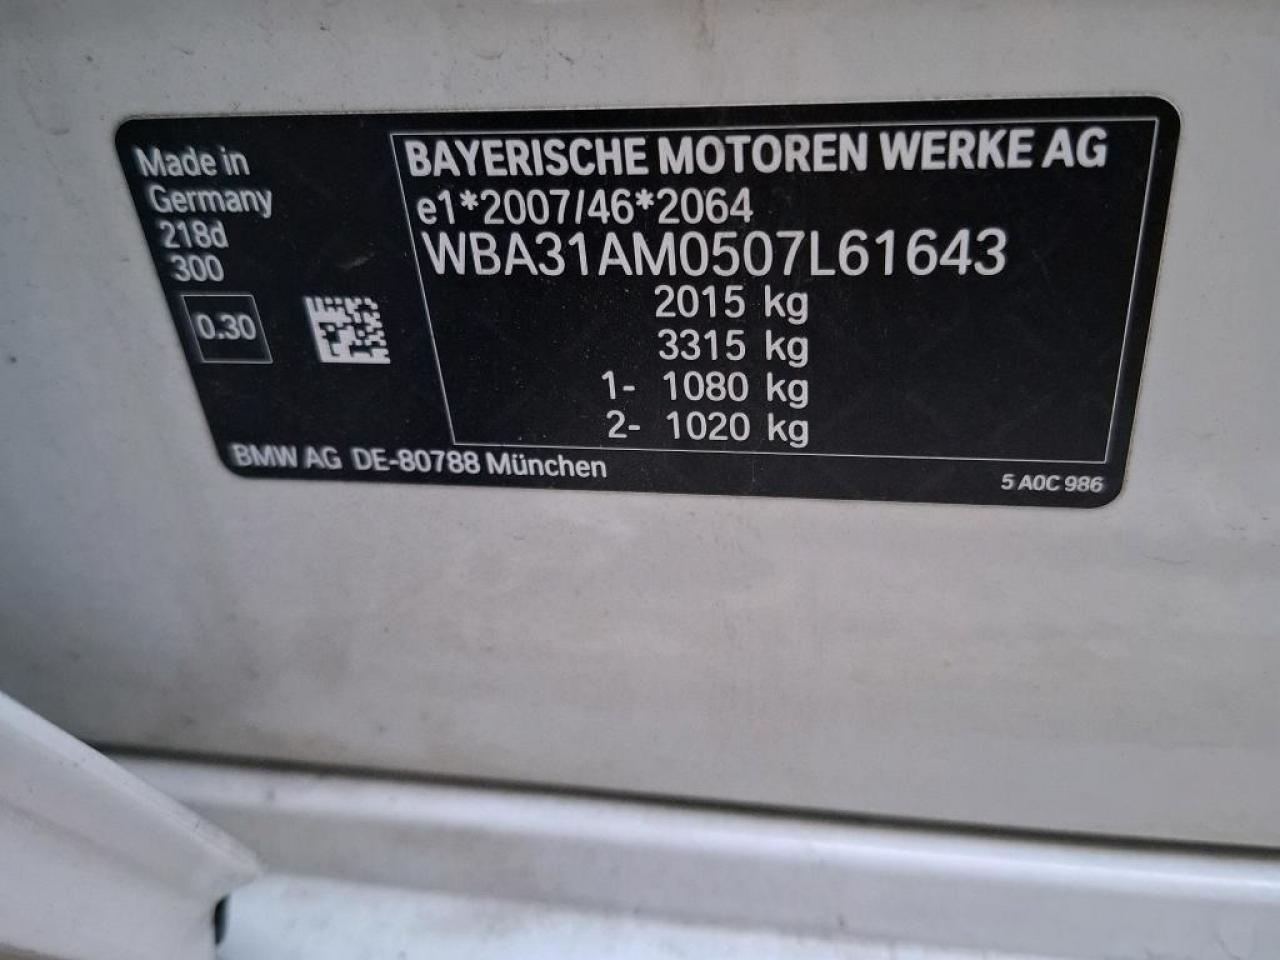 Made in
Germany
218d
300
0.30
BAYERISCHE MOTOREN WERKE AG
e1*2007/46*2064
WBA31AM0507L61643
2015 kg
3315 kg
1- 1080 kg
2- 1020 kg
BMW AG DE-80788 München
5 A0C 986